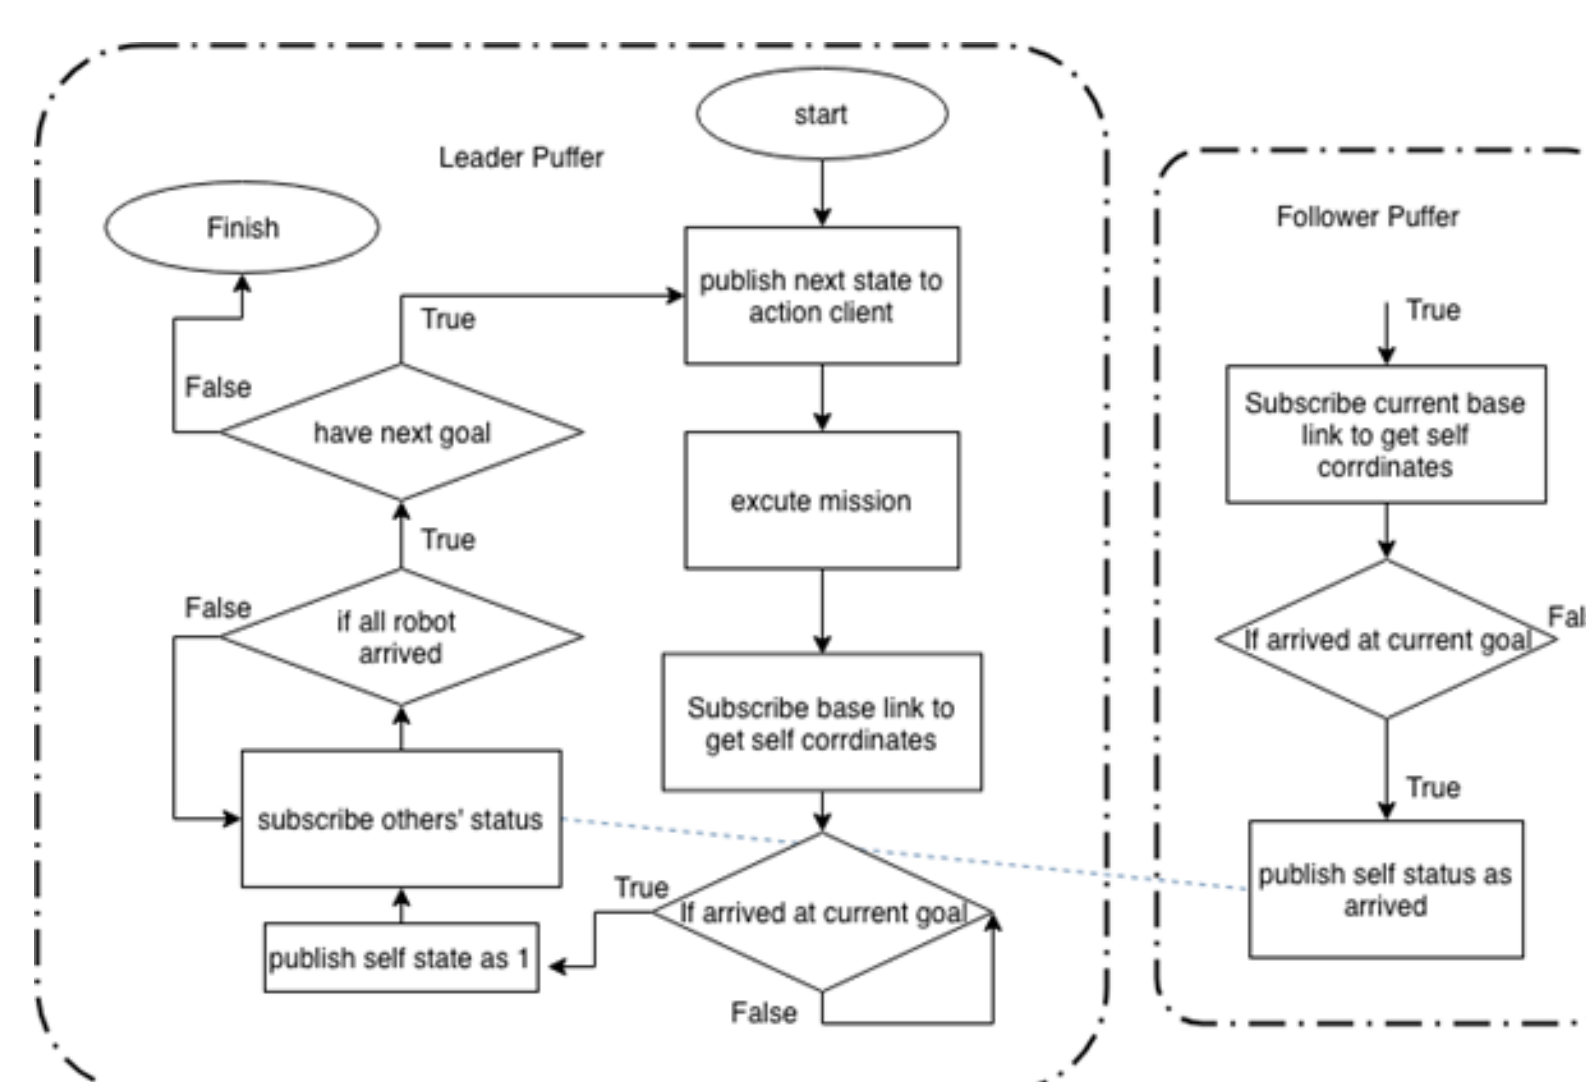 start
Leader Puffer
Finish
publish next state to
action client
True
False
have next goal
excute mission
True
False
if all robot
arrived
Subscribe base link to
get self corrdinates
subscribe others' status
True
If arrived at current goal
publish self state as 1
False
Follower Puffer
True
Subscribe current base
link to get self
corrdinates
Fal
If arrived at current goal
True
publish self status as
arrived